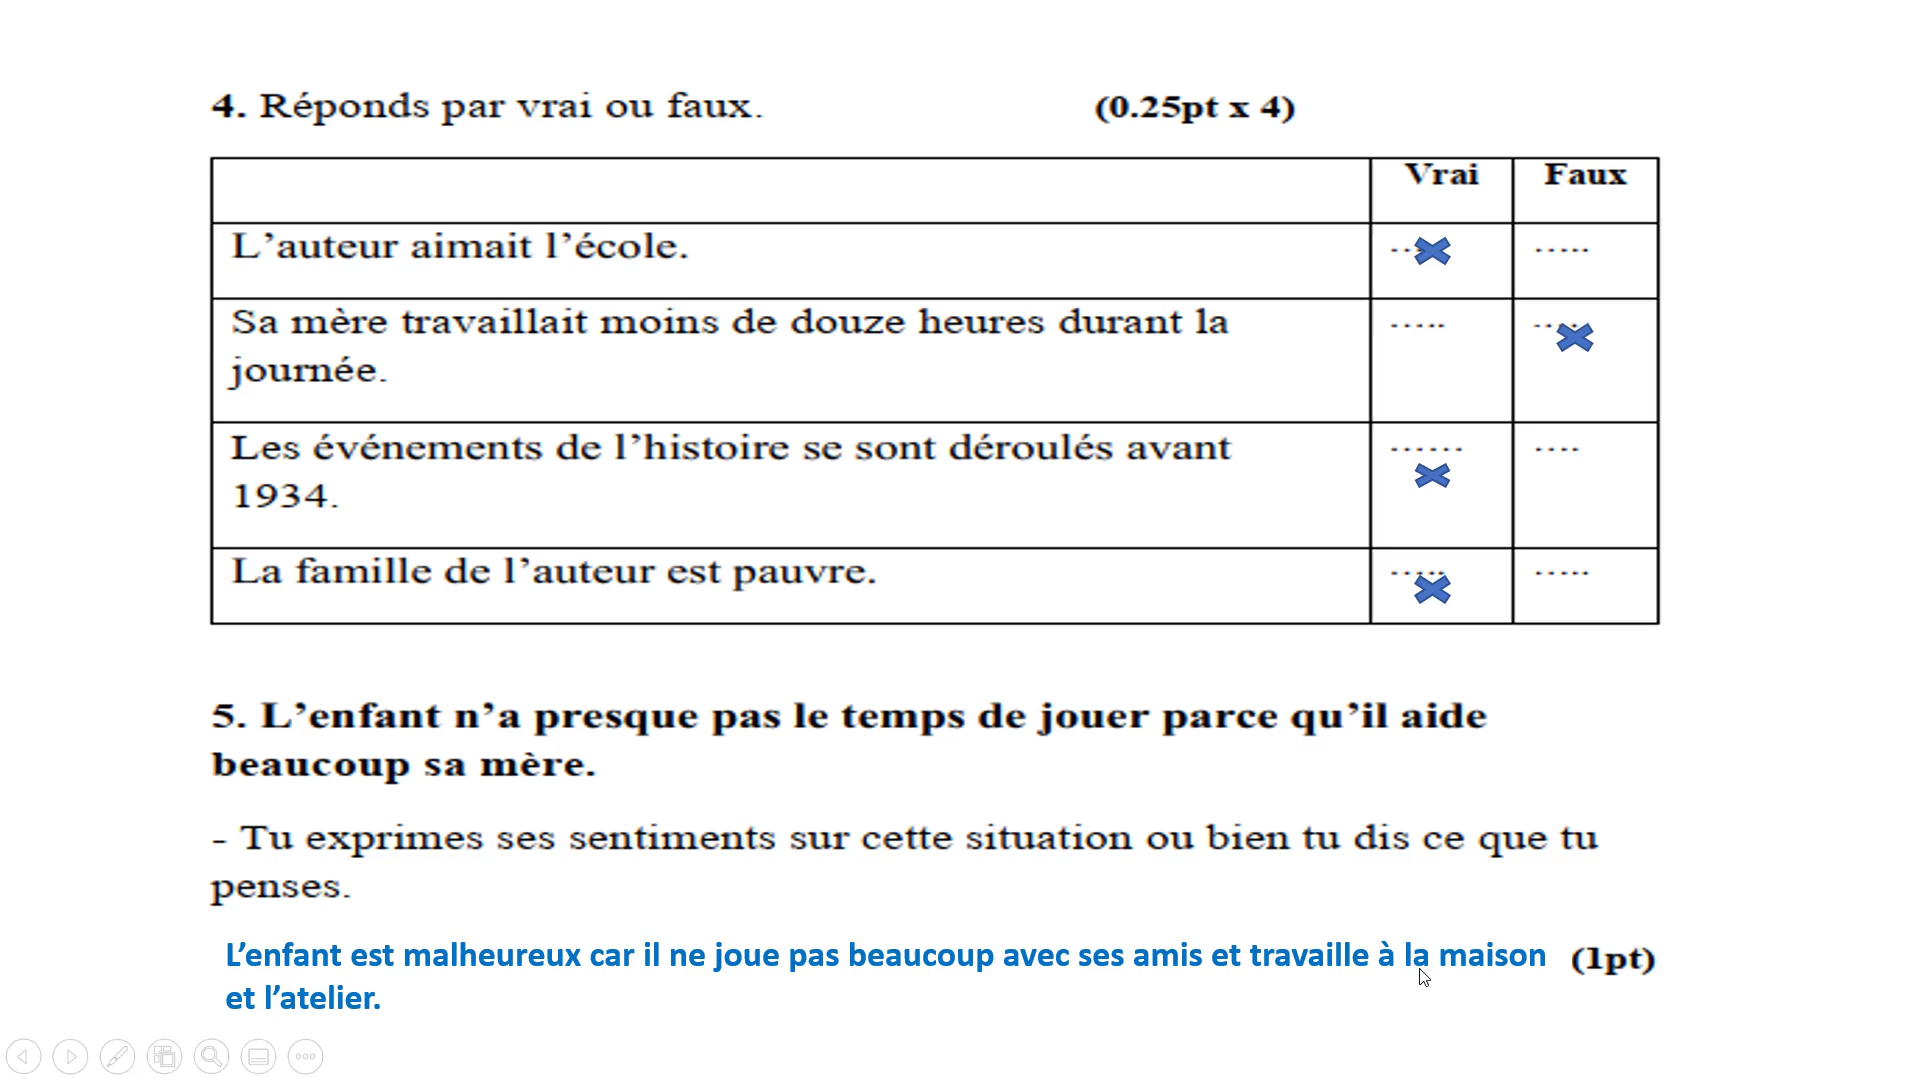 4. Réponds par vrai ou faux. (0.25pt x 4)
Vrai Faux
L’auteur aimait l’école. ..... .....
Sa mère travaillait moins de douze heures durant la ..... .....
journée.
Les événements de l’histoire se sont déroulés avant ...... ....
1934.
La famille de l’auteur est pauvre. ..... .....
5. L’enfant n’a presque pas le temps de jouer parce qu’il aide
beaucoup sa mère.
- Tu exprimes ses sentiments sur cette situation ou bien tu dis ce que tu
penses.
L’enfant est malheureux car il ne joue pas beaucoup avec ses amis et travaille à la maison (1pt)
et l’atelier.